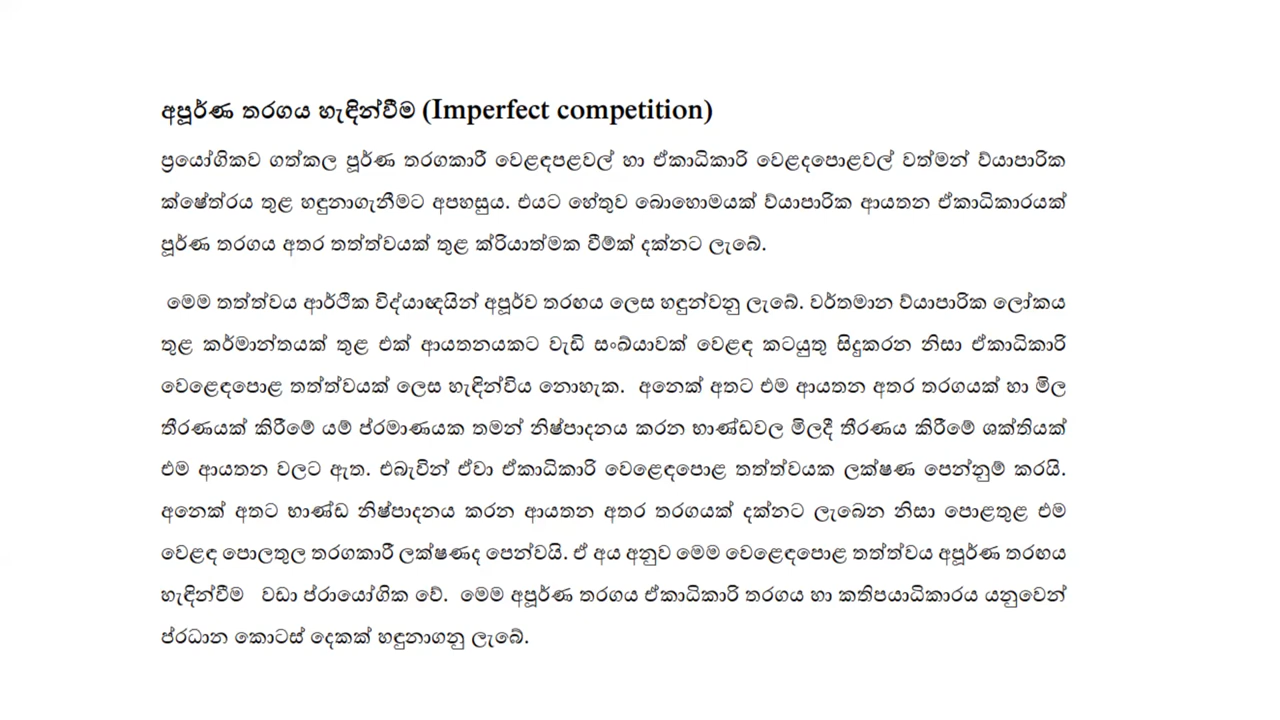 අපූර්ණ තරගය හැඳින්වීම (Imperfect competition)
ප්‍රයෝගිකව ගත්කල පූර්ණ තරගකාරී වෙළඳපළවල් හා ඒකාධිකාරි වෙළදපොළවල් වත්මන් ව්යාපාරික
ක්ෂේත්රය තුළ හඳුනාගැනීමට අපහසුය. එයට හේතුව බොහොමයක් ව්යාපාරික ආයතන ඒකාධිකාරයක්
පූර්ණ තරගය අතර තත්ත්වයක් තුළ ක්රියාත්මක වීම්ක් දක්නට ලැබේ.
මෙම තත්ත්වය ආර්ථික විද්යාඥයින් අපූර්ව තරඟය ලෙස හඳුන්වනු ලැබේ. වර්තමාන ව්යාපාරික ලෝකය
තුළ කර්මාන්තයක් තුළ එක් ආයතනයකට වැඩි සංඛ්යාවක් වෙළඳ කටයුතු සිදුකරන නිසා ඒකාධිකාරි
වෙළෙඳපොළ තත්ත්වයක් ලෙස හැඳින්විය නොහැක. අනෙක් අතට එම ආයතන අතර තරගයක් හා මිල
තීරණයක් කිරීමේ යම් ප්රමාණයක තමන් නිෂ්පාදනය කරන භාණ්ඩවල මිලදී තීරණය කිරීමේ ශක්තියක්
එම ආයතන වලට ඇත. එබැවින් ඒවා ඒකාධිකාරි වෙළෙඳපොළ තත්ත්වයක ලක්ෂණ පෙන්නුම් කරයි.
අනෙක් අතට භාණ්ඩ නිෂ්පාදනය කරන ආයතන අතර තරගයක් දක්නට ලැබෙන නිසා පොළතුළ එම
වෙළඳ පොලතුල තරගකාරී ලක්ෂණද පෙන්වයි. ඒ අය අනුව මෙම වෙළෙඳපොළ තත්ත්වය අපූර්ණ තරඟය
හැඳින්වීම වඩා ප්රායෝගික වේ. මෙම අපූර්ණ තරගය ඒකාධිකාරි තරගය හා කතිපයාධිකාරය යනුවෙන්
ප්රධාන කොටස් දෙකක් හඳුනාගනු ලැබේ.